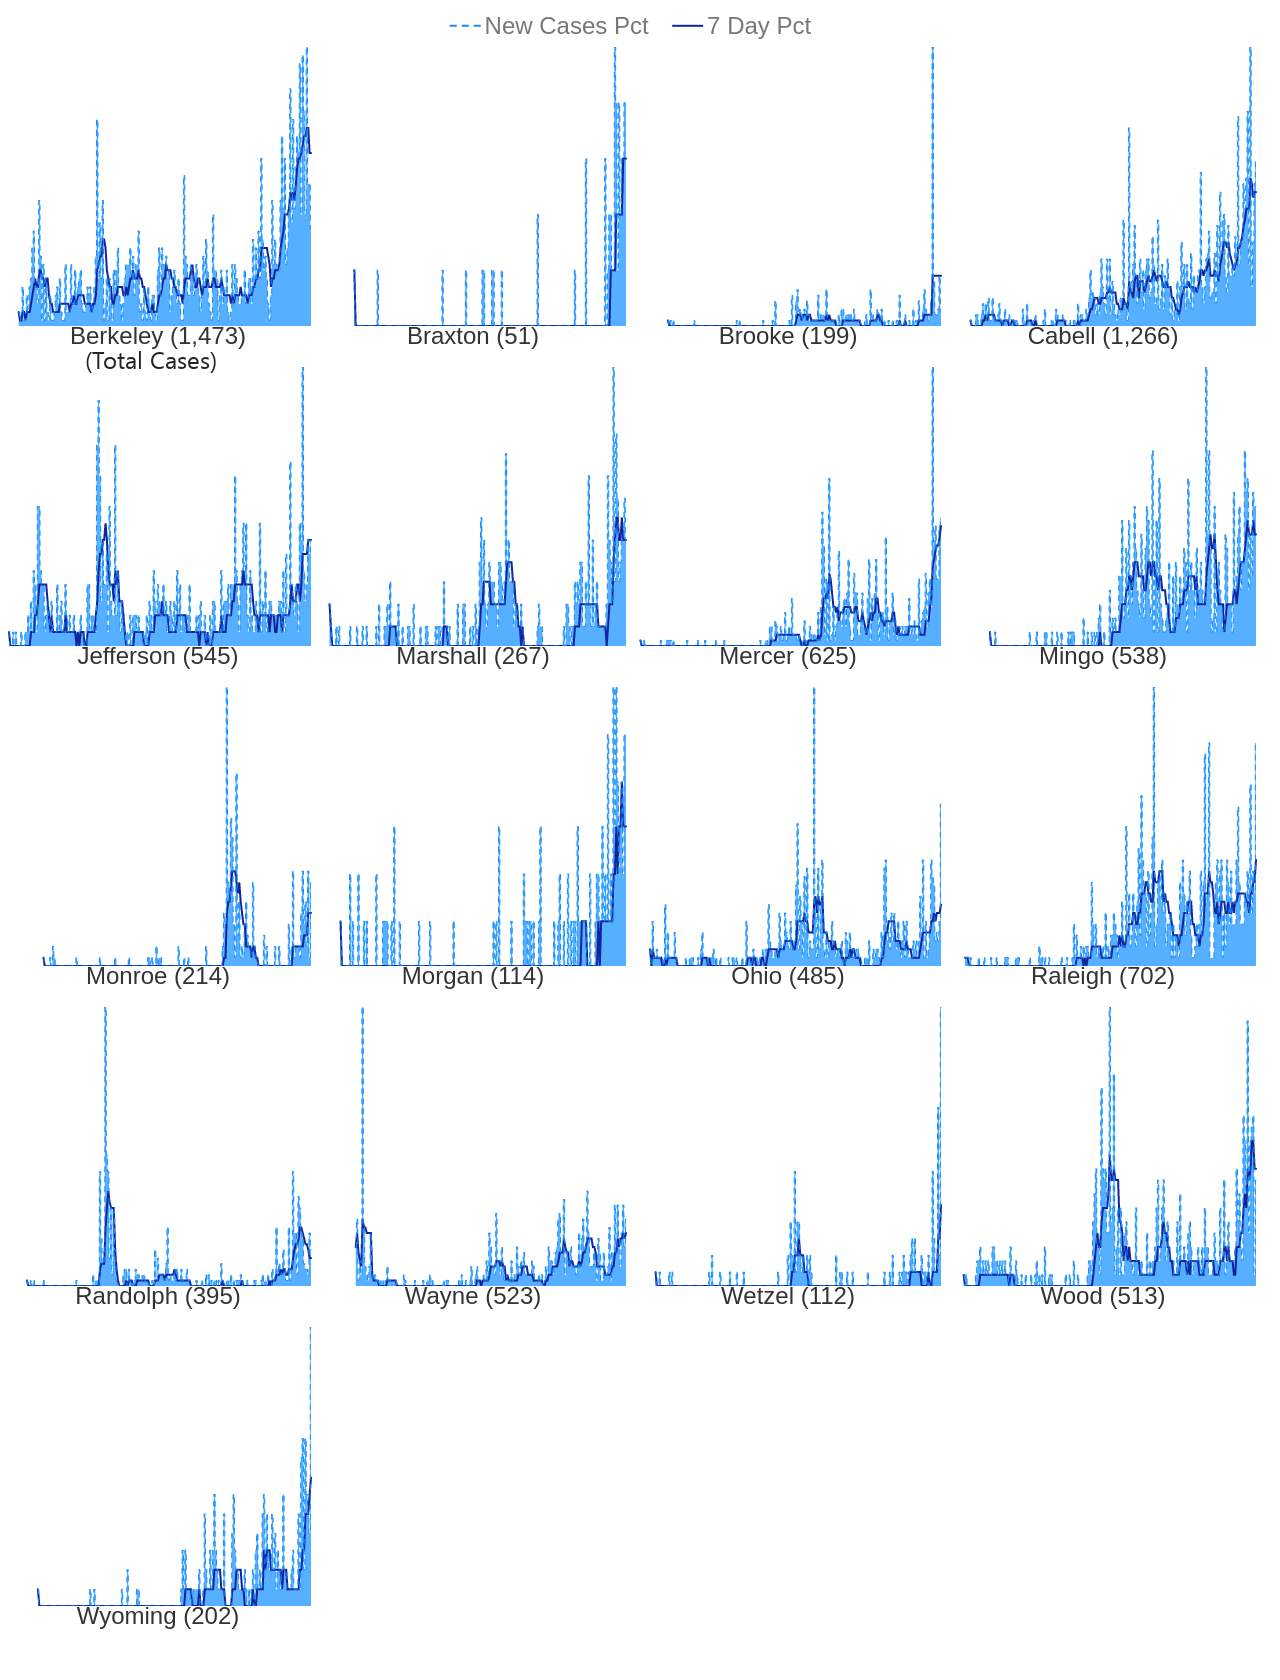 New Cases Pct 7 Day Pct
Berkeley (1,473) Braxton (51) Brooke (199) Cabell (1,266)
(Total Cases)
Jefferson (545) Marshall (267) Mercer (625) Mingo (538)
Monroe (214) Morgan (114) Ohio (485) Raleigh (702)
Randolph (395) Wayne (523) Wetzel (112) Wood (513)
Wyoming (202)